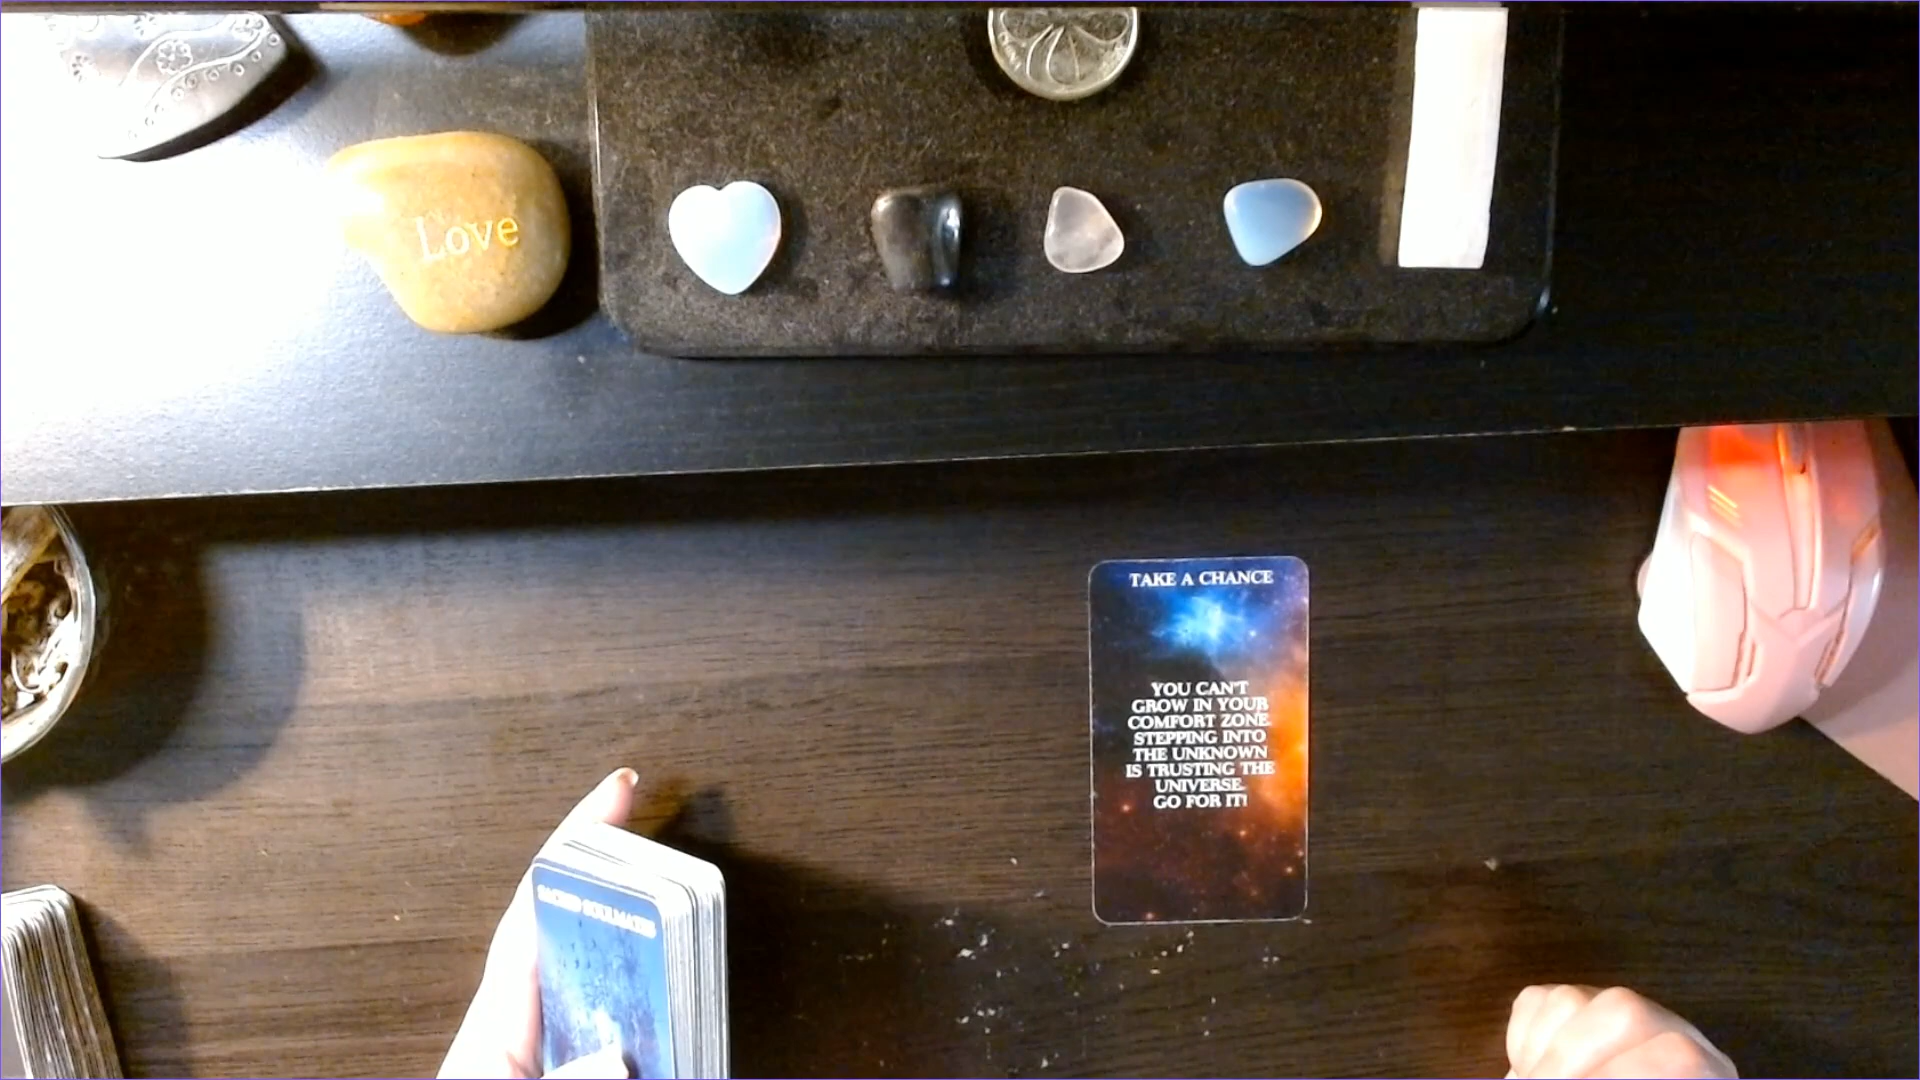 Love
TAKE A CHANCE
YOU CAN'T
GROW IN YOUR
COMFORT ZONE.
STEPPING INTO
THE UNKNOWN
IS TRUSTING THE
UNIVERSE.
GO FOR IT!
SACRED SOULMATES